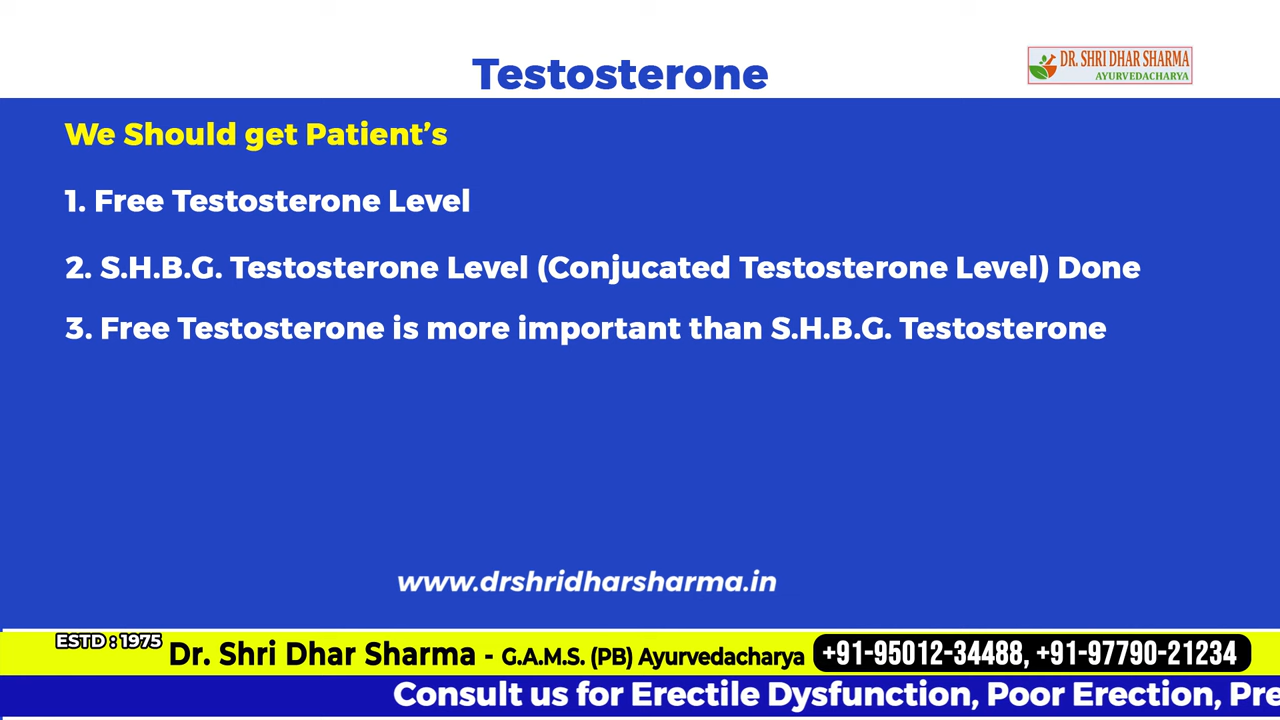 Testosterone
DR. SHRI DHAR SHARMA
AYURVEDACHARYA
We Should get Patient's
1. Free Testosterone Level
2. S.H.B.G. Testosterone Level (Conjucated Testosterone Level) Done
3. Free Testosterone is more important than S.H.B.G. Testosterone
www.drshridharsharma.in
ESTD : 1975
Dr. Shri Dhar Sharma - G.A.M.S. (PB) Ayurvedacharya +91-95012-34488, +91-97790-21234
Consult us for Erectile Dysfunction, Poor Erection, Pre